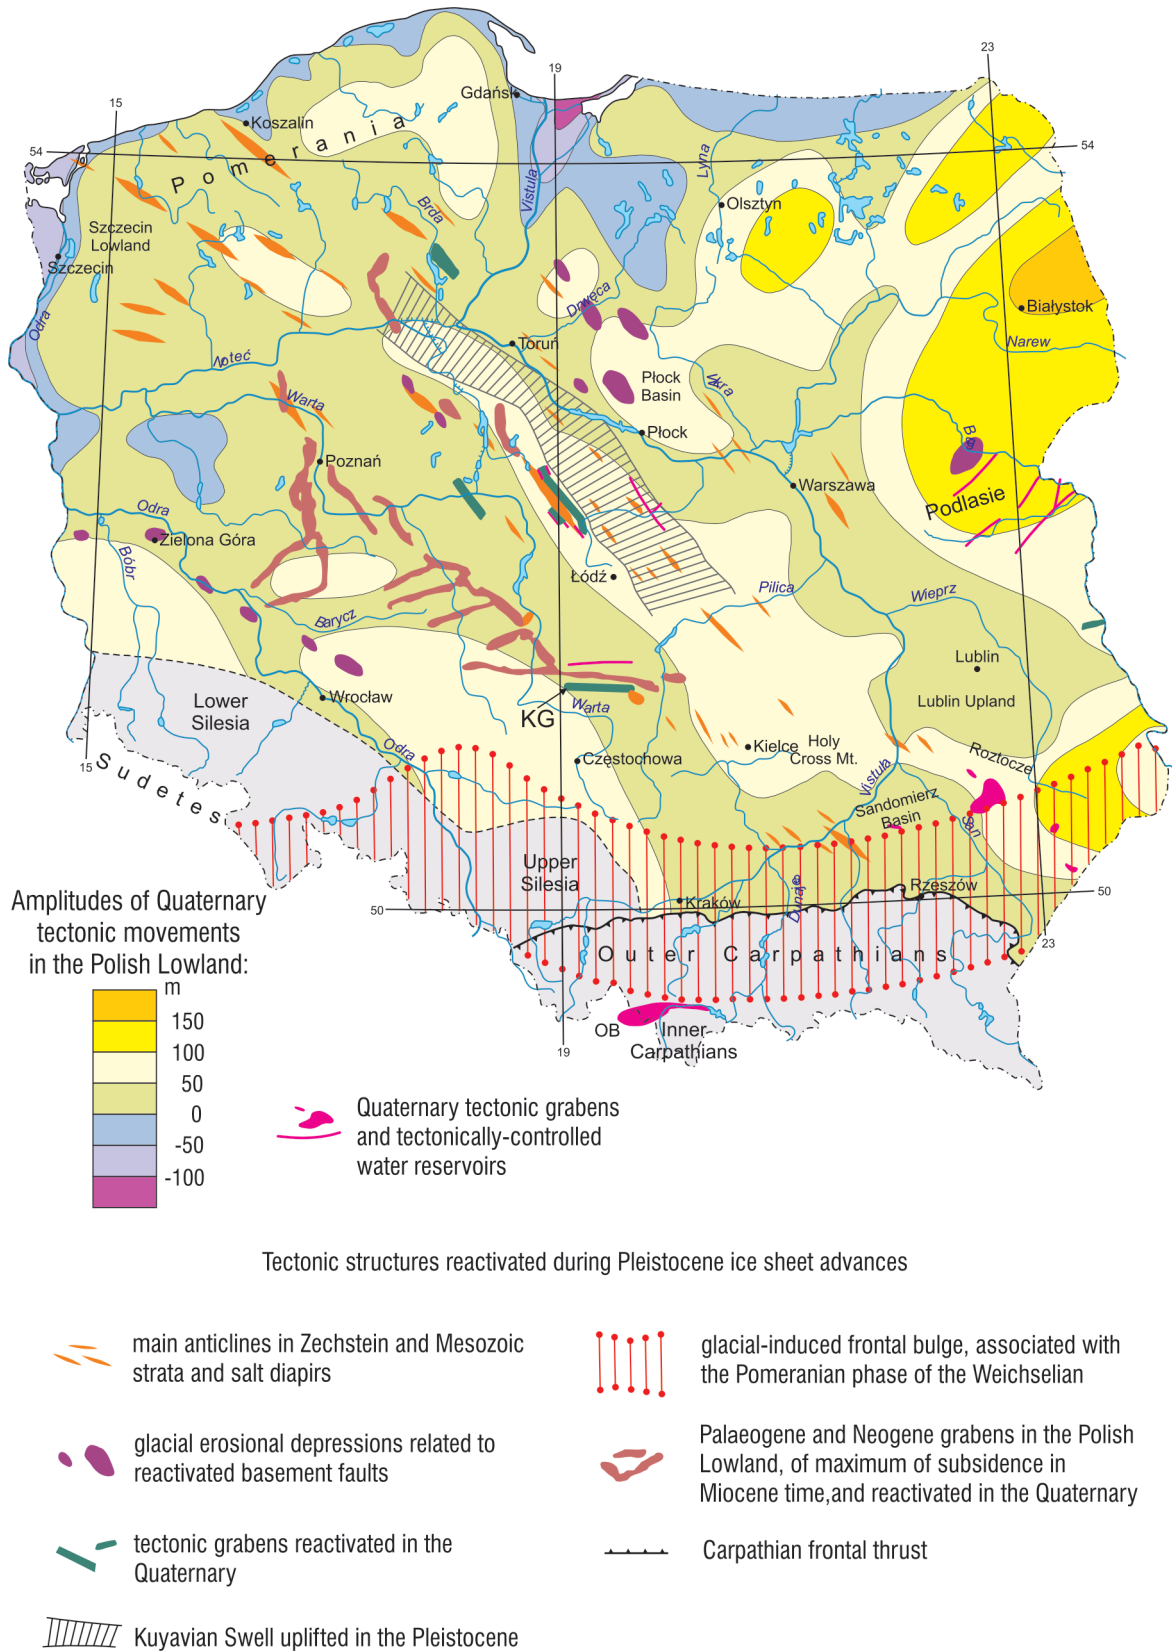 23
19
15
Gdańsk
Koszalin
Pomerania
54
54
Łyna
Vistula
Olsztyn
Brda
Szczecin
Lowland
Szczecin
Drwęca
Białystok
Odra
Toruń
Narew
Noteć
Wkra
Płock
Basin
Warta
Płock
Poznań
Warszawa
Podlasie
Odra
Zielona Góra
Bóbr
Łódź
Pilica
Wieprz
Barycz
Lublin
Wrocław
Lower
Silesia
Lublin Upland
KG
Warta
Odra
Kielce
Holy
Cross Mt.
Roztocze
Częstochowa
15
Sudetes
Vistula
Sandomierz
Basin
San
Upper
Silesia
Rzeszów
50
Kraków
50
Dunajec
23
Outer Carpathians
OB
Inner
Carpathians
19
Amplitudes of Quaternary
tectonic movements
in the Polish Lowland:
m
150
100
50
0
-50
-100
Quaternary tectonic grabens
and tectonically-controlled
water reservoirs
Tectonic structures reactivated during Pleistocene ice sheet advances
main anticlines in Zechstein and Mesozoic
strata and salt diapirs
glacial-induced frontal bulge, associated with
the Pomeranian phase of the Weichselian
glacial erosional depressions related to
reactivated basement faults
Palaeogene and Neogene grabens in the Polish
Lowland, of maximum of subsidence in
Miocene time,and reactivated in the Quaternary
tectonic grabens reactivated in the
Quaternary
Carpathian frontal thrust
Kuyavian Swell uplifted in the Pleistocene